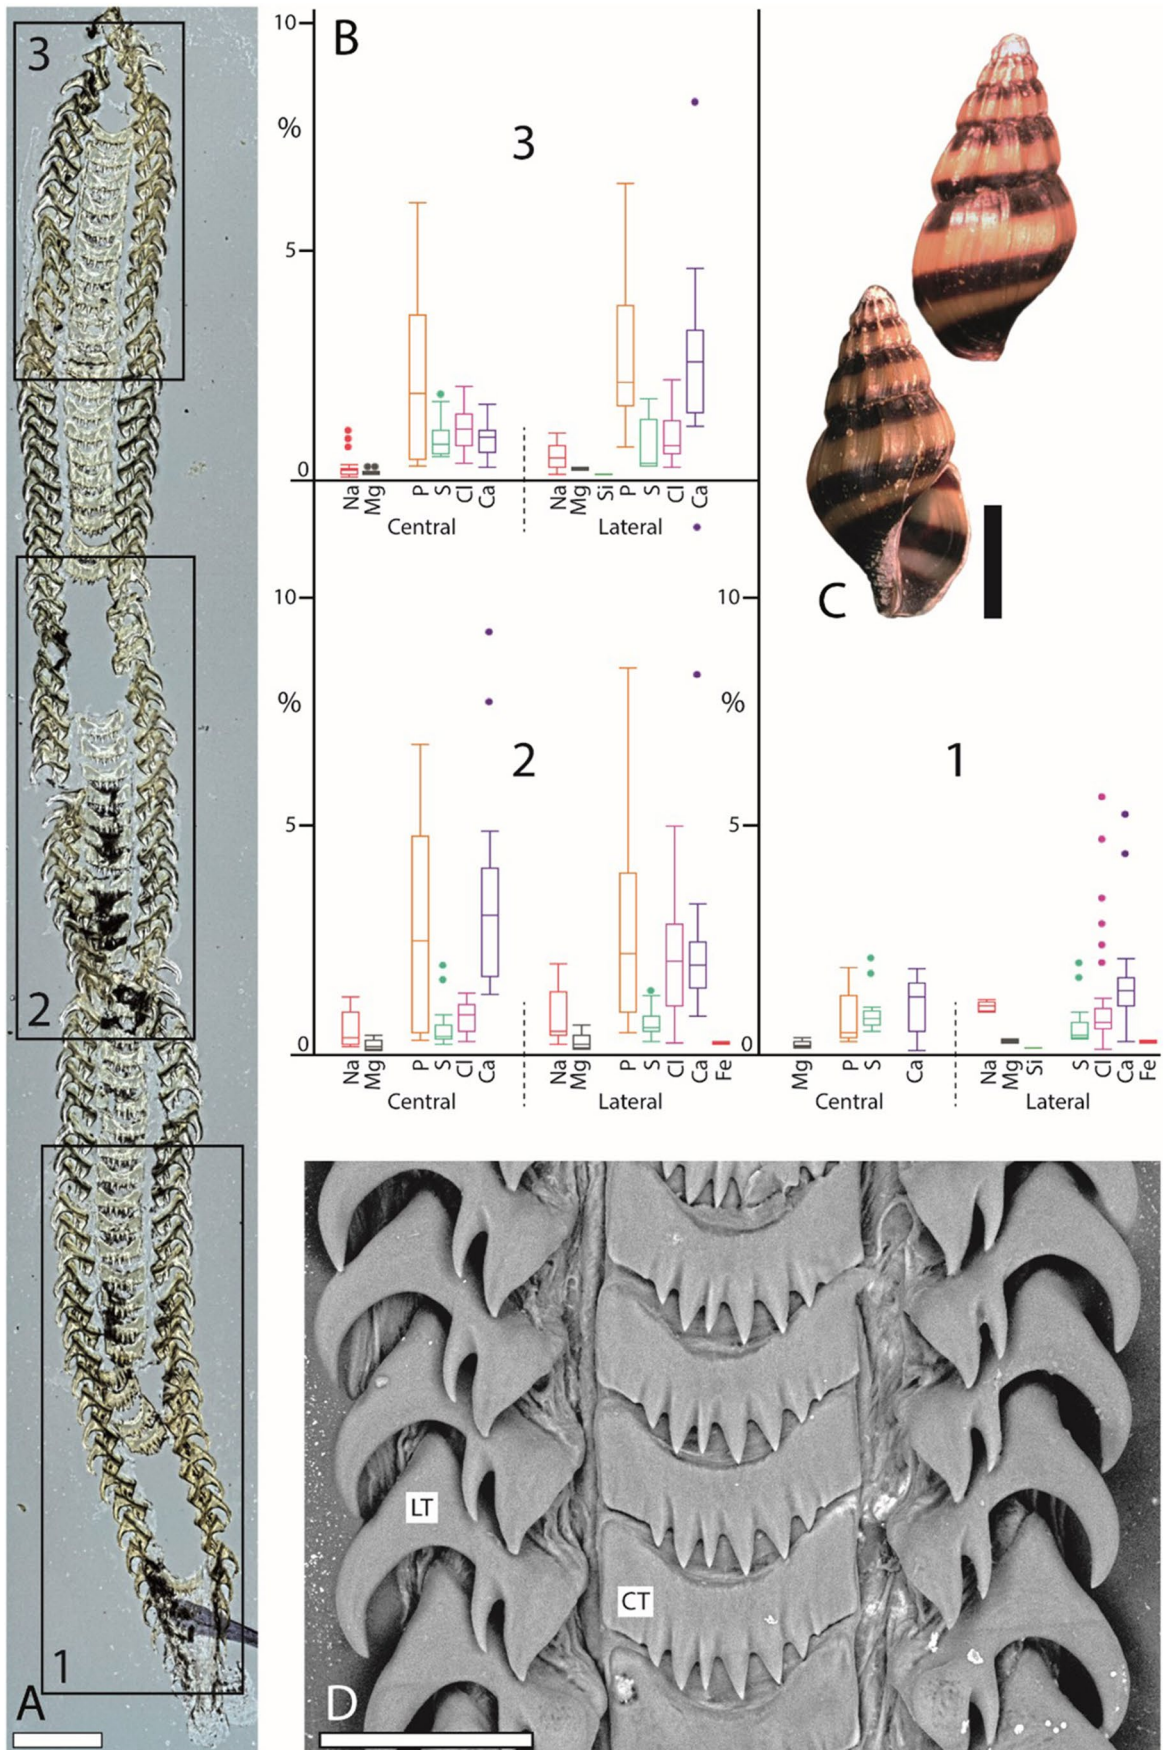 A
3
2
1
B
10
%
5
0
3
Na Mg P S Cl Ca Na Mg Si P S Cl Ca
Central Lateral
C
10
%
5
0
2
Na Mg P S Cl Ca Na Mg P S Cl Ca Fe
Central Lateral
10
%
5
0
1
Mg P S Ca Na Mg Si S Cl Ca Fe
Central Lateral
D
LT
CT